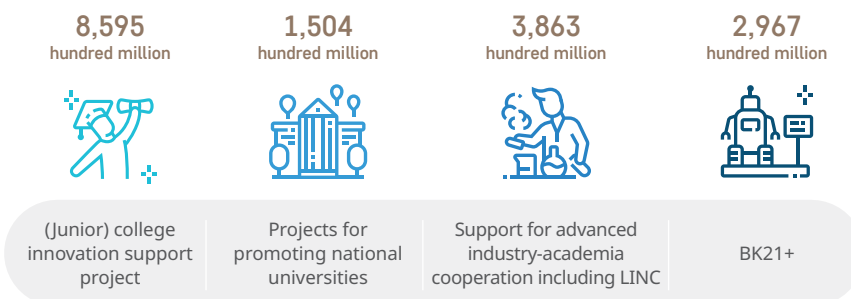 8,595
hundred million
1,504
hundred million
3,863
hundred million
2,967
hundred million
(Junior) college
innovation support
project
Projects for
promoting national
universities
Support for advanced
industry-academia
cooperation including LINC
BK21+